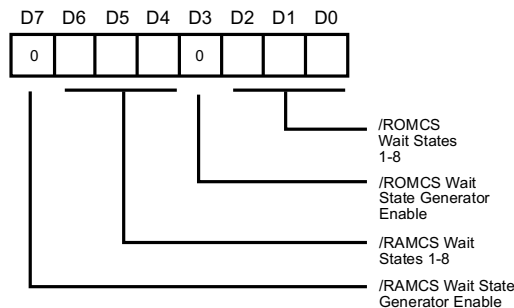 D7 D6 D5 D4 D3 D2 D1 D0
0 0
/ROMCS
Wait States
1-8
/ROMCS Wait
State Generator
Enable
/RAMCS Wait
States 1-8
/RAMCS Wait State
Generator Enable